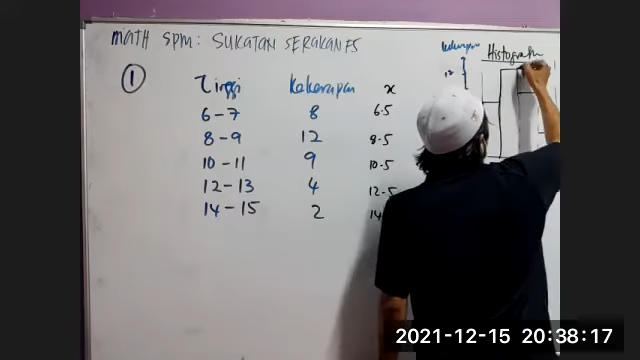 MATH SPM: SUKATAN SERAKAN F5
Kekerapan Histogram
12
1 Tinggi Kekerapan x
6-7 8 6.5
8-9 12 8.5
10-11 9 10.5
12-13 4 12.5
14-15 2 14
2021-12-15 20:38:17